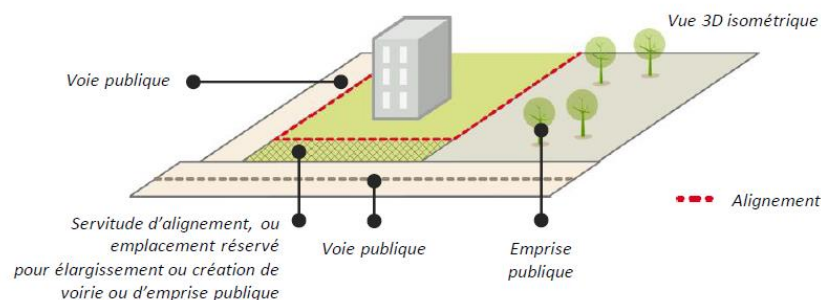 Vue 3D isométrique
Voie publique
Alignement
Servitude d'alignement, ou
emplacement réservé
pour élargissement ou création de
voirie ou d'emprise publique
Voie publique
Emprise
publique